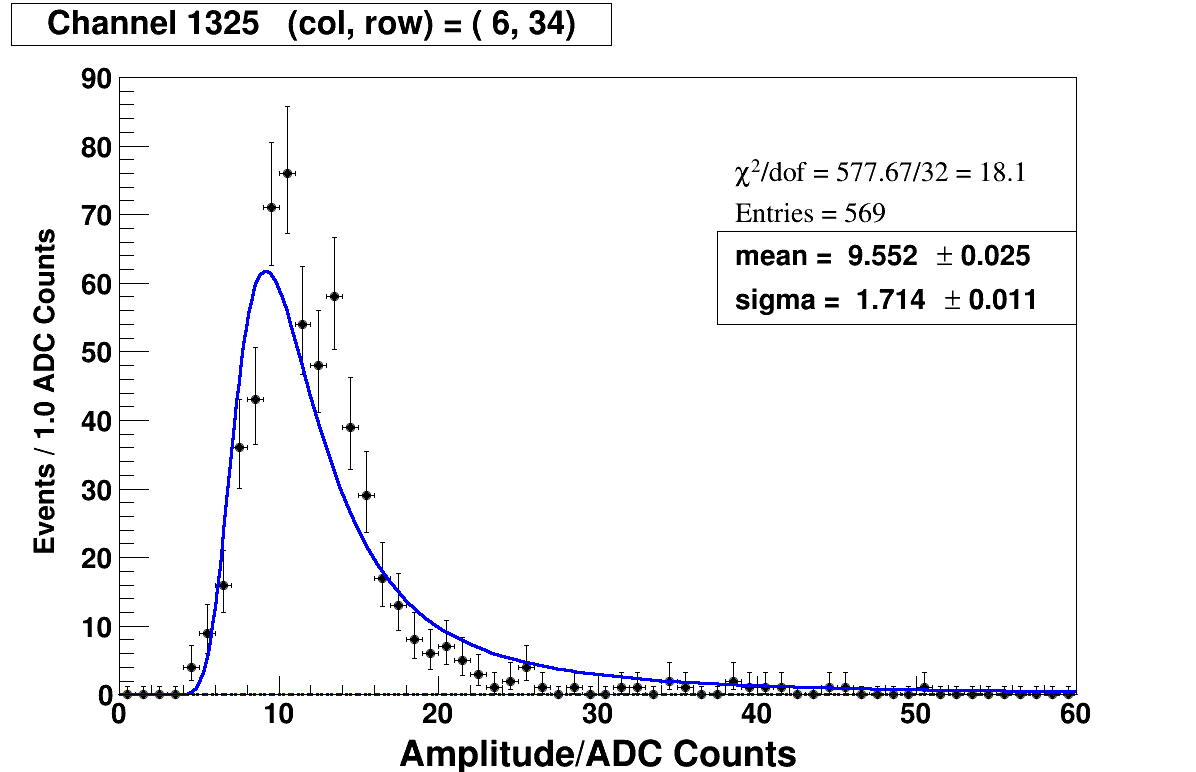 Channel 1325 (col, row) = ( 6, 34)
90
80
70
60
50
40
30
20
10
0
Events / 1.0 ADC Counts
χ²/dof = 577.67/32 = 18.1
Entries = 569
mean = 9.552 ± 0.025
sigma = 1.714 ± 0.011
0 10 20 30 40 50 60
Amplitude/ADC Counts